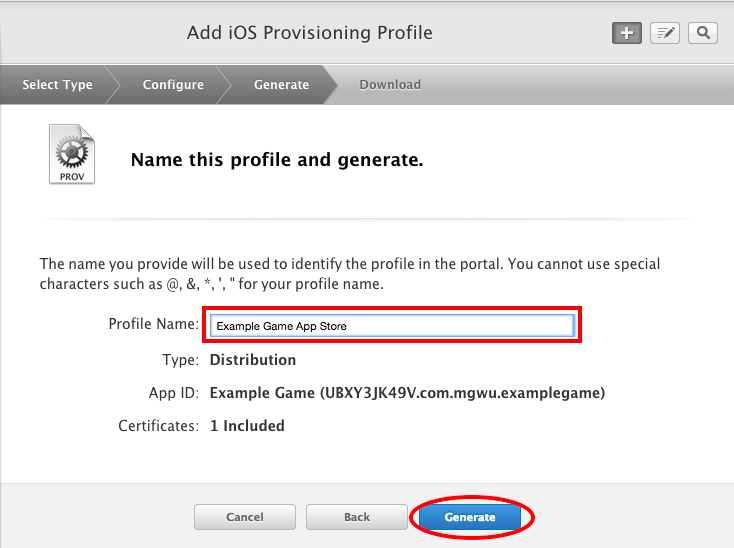 Add iOS Provisioning Profile
Select Type
Configure
Generate
Download
PROV
Name this profile and generate.
The name you provide will be used to identify the profile in the portal. You cannot use special
characters such as @, &, *, ', " for your profile name.
Profile Name: Example Game App Store
Type: Distribution
App ID: Example Game (UBXY3JK49V.com.mgwu.examplegame)
Certificates: 1 Included
Cancel
Back
Generate